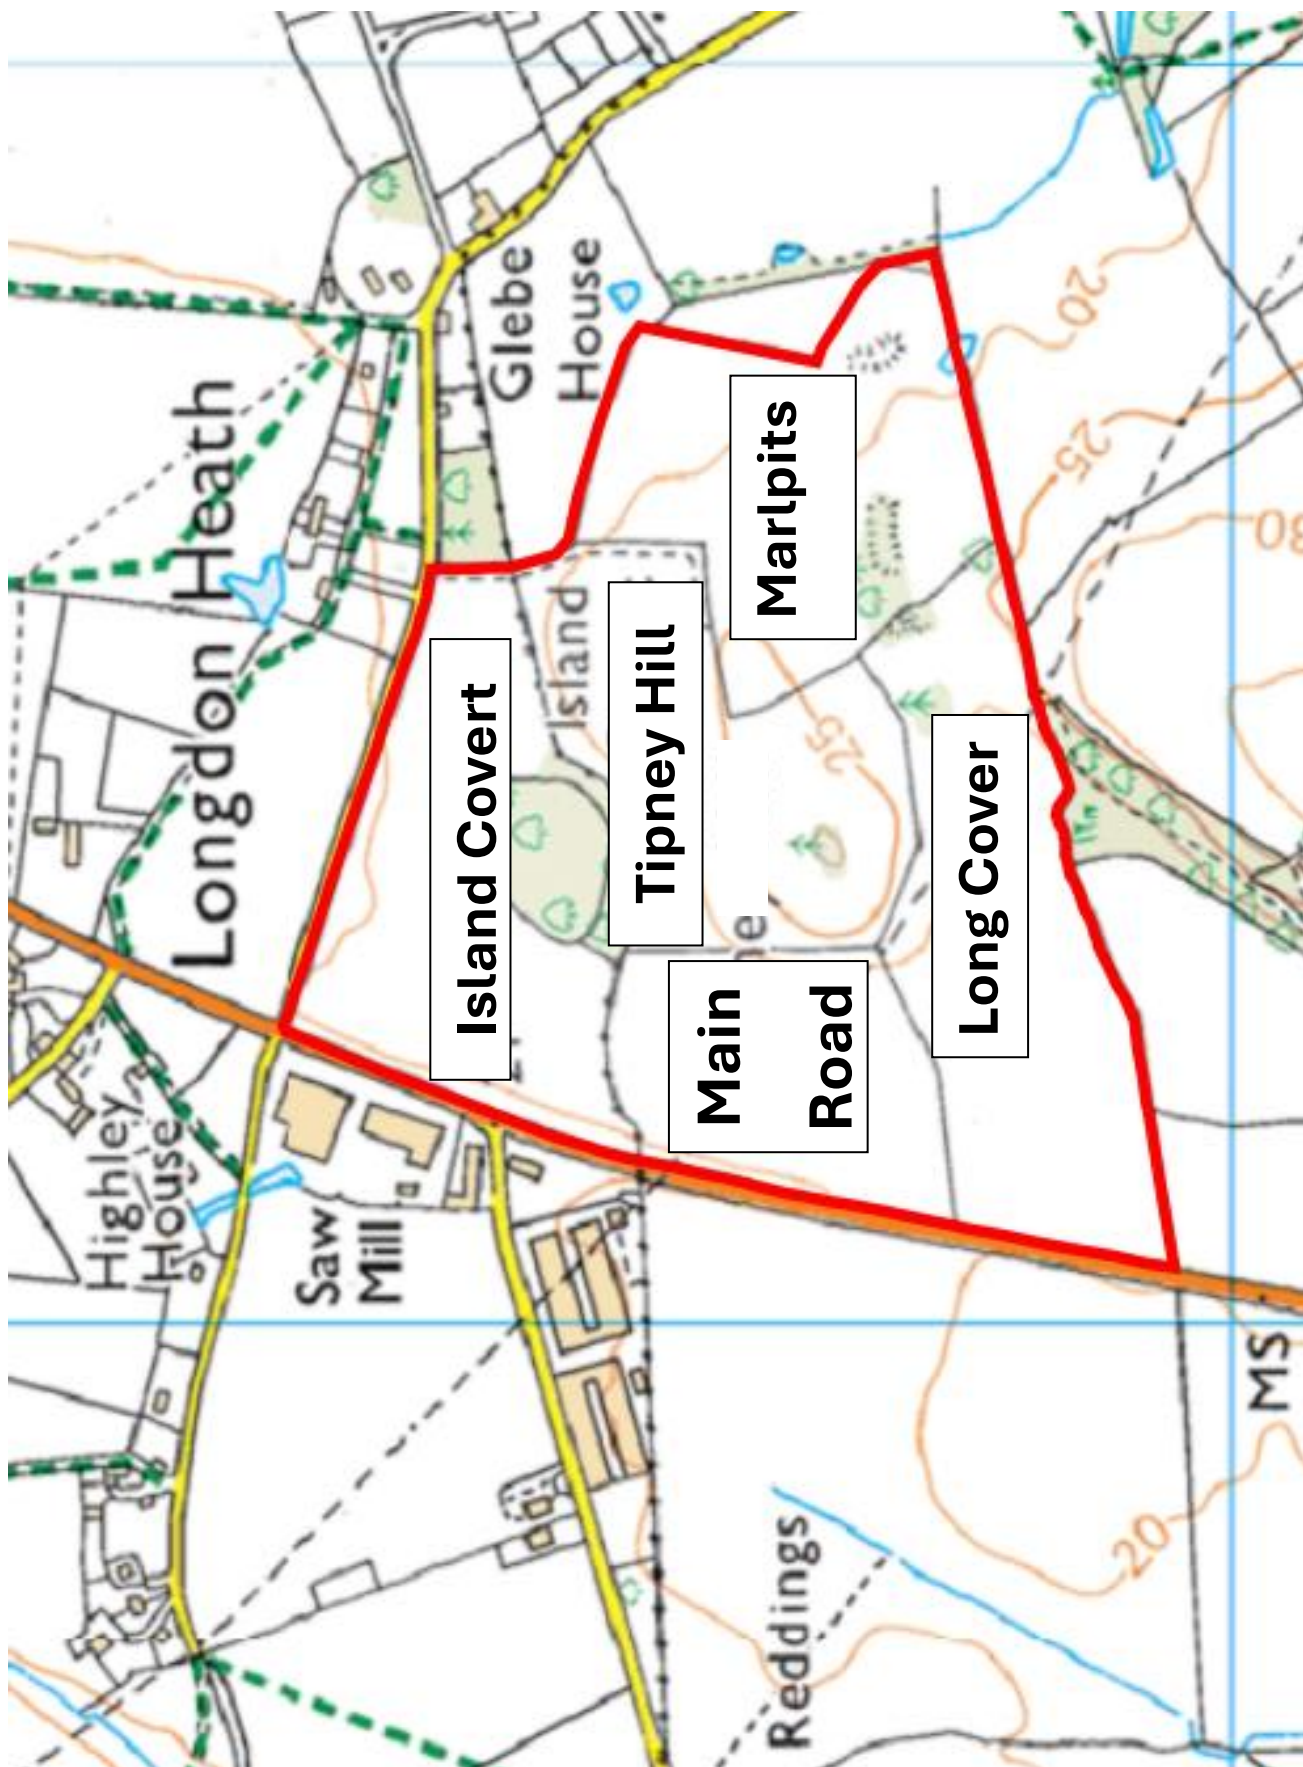 Longdon Heath
Highley
House
Saw
Mill
Glebe
House
Island Covert
Island
Tipney Hill
Main
Road
Marlpits
Long Cover
Reddings
MS
20
25
30
25
20